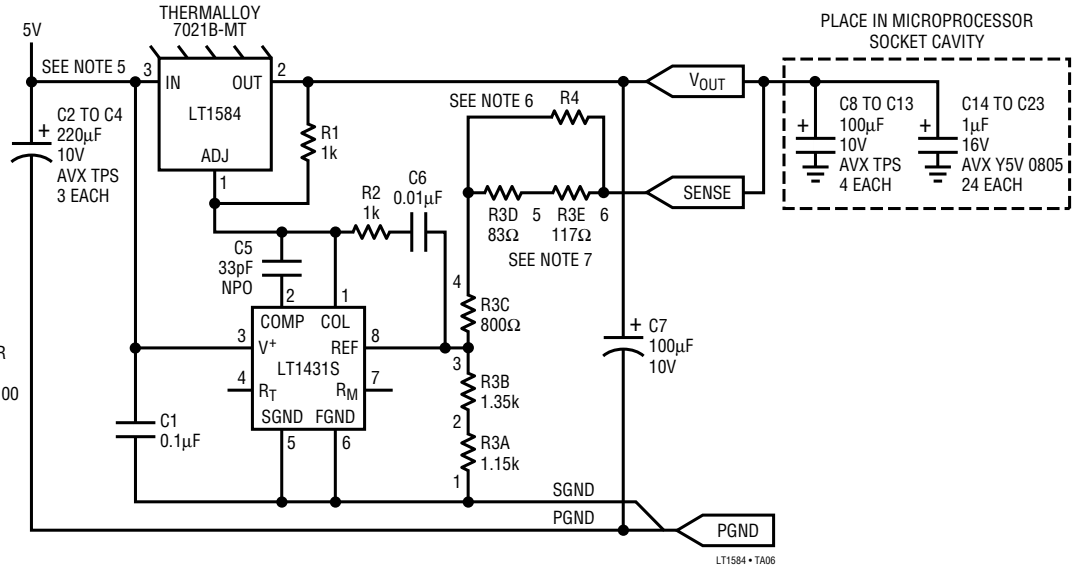 THERMALLOY
7021B-MT
5V
SEE NOTE 5
3
IN
OUT
2
LT1584
ADJ
1
+
C2 TO C4
220µF
10V
AVX TPS
3 EACH
R1
1k
SEE NOTE 6
R4
VOUT
PLACE IN MICROPROCESSOR
SOCKET CAVITY
+
C8 TO C13
100µF
10V
AVX TPS
4 EACH
+
C14 TO C23
1µF
16V
AVX Y5V 0805
24 EACH
R2
1k
C6
0.01µF
R3D
83Ω
5
R3E
117Ω
6
SENSE
SEE NOTE 7
C5
33pF
NPO
2
1
4
R3C
800Ω
COMP
COL
3
V+
REF
8
LT1431S
4
RT
RM
7
SGND
FGND
5
6
3
R3B
1.35k
2
R3A
1.15k
1
+
C7
100µF
10V
R
00
C1
0.1µF
SGND
PGND
PGND
LT1584 • TA06